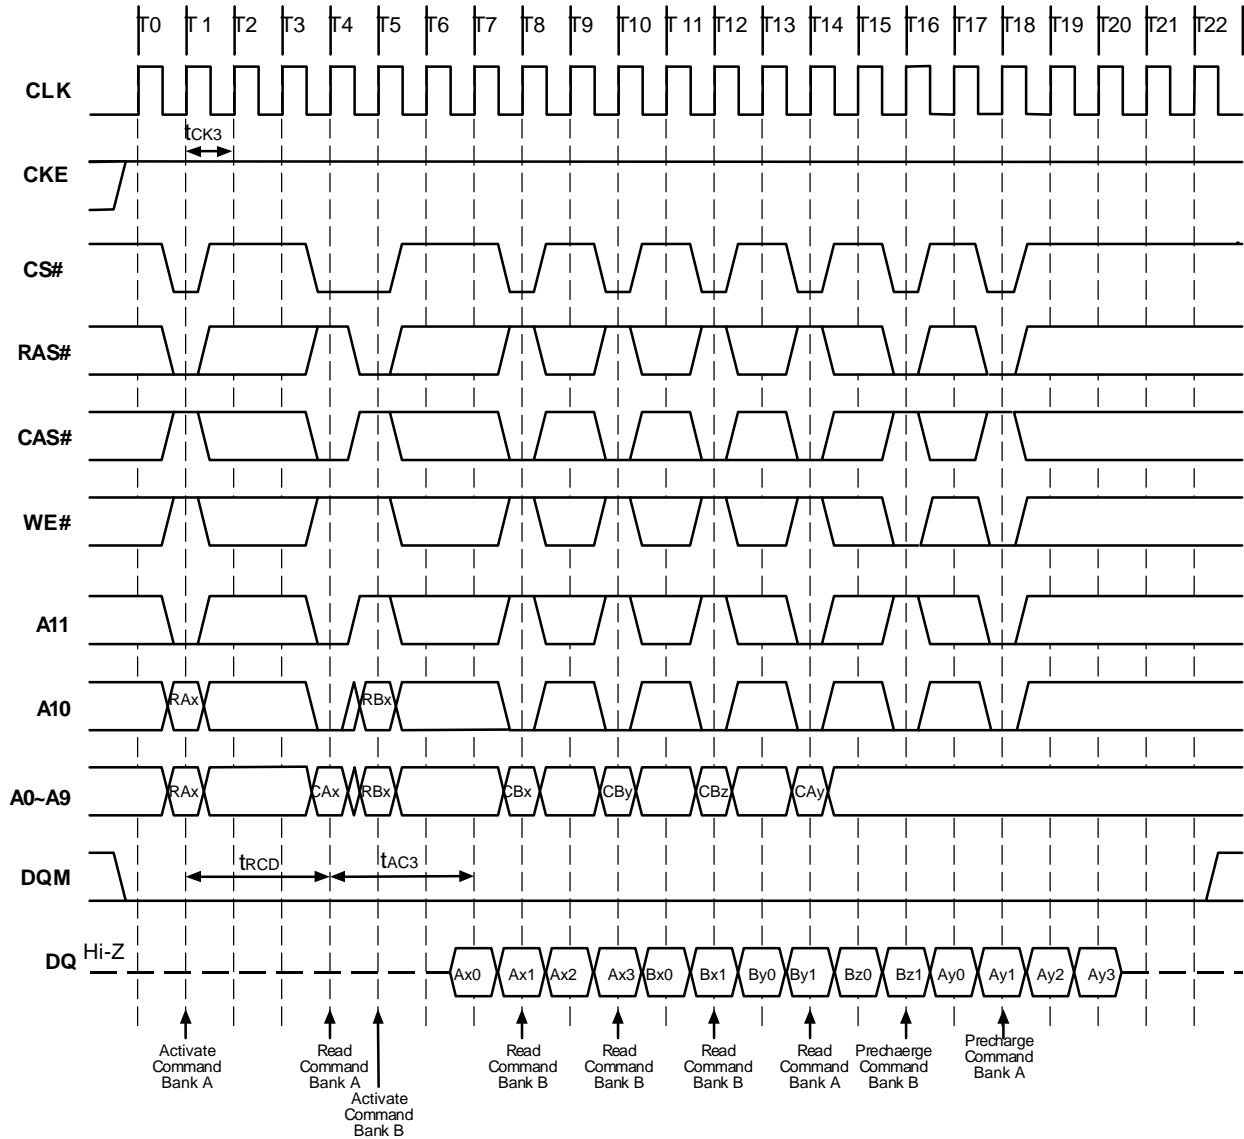 T0 T 1 T2 T3 T4 T5 T6 T7 T8 T9 T10 T 11 T12 T13 T14 T15 T16 T17 T18 T19 T20 T21 T22
CLK
tCK3
CKE
CS#
RAS#
CAS#
WE#
A11
A10 RAx RBx
A0~A9 RAx CAx RBx CBx CBy CBz CAy
DQM tRCD tAC3
DQ Hi-Z Ax0 Ax1 Ax2 Ax3 Bx0 Bx1 By0 By1 Bz0 Bz1 Ay0 Ay1 Ay2 Ay3
Activate
Command
Bank A
Read
Command
Bank A
Activate
Command
Bank B
Read
Command
Bank B
Read
Command
Bank B
Read
Command
Bank B
Read
Command
Bank A
Prechaerge
Command
Bank B
Precharge
Command
Bank A